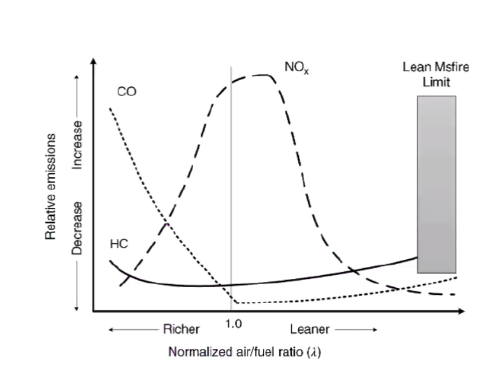 Lean Msfire
Limit
NOx
CO
HC
Relative emissions
Decrease
Increase
1.0
Richer
Leaner
Normalized air/fuel ratio (λ)